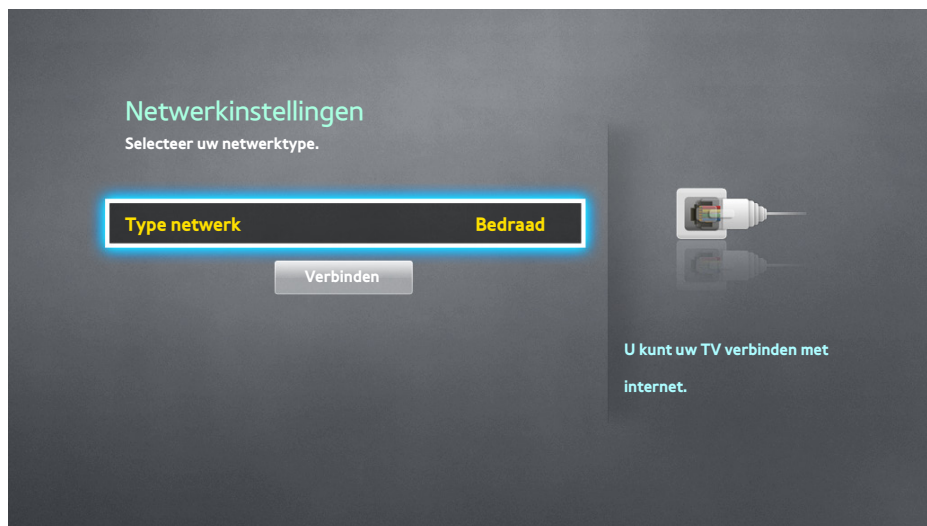 Netwerkinstellingen
Selecteer uw netwerktype.
Type netwerk Bedraad
Verbinden
U kunt uw TV verbinden met
internet.